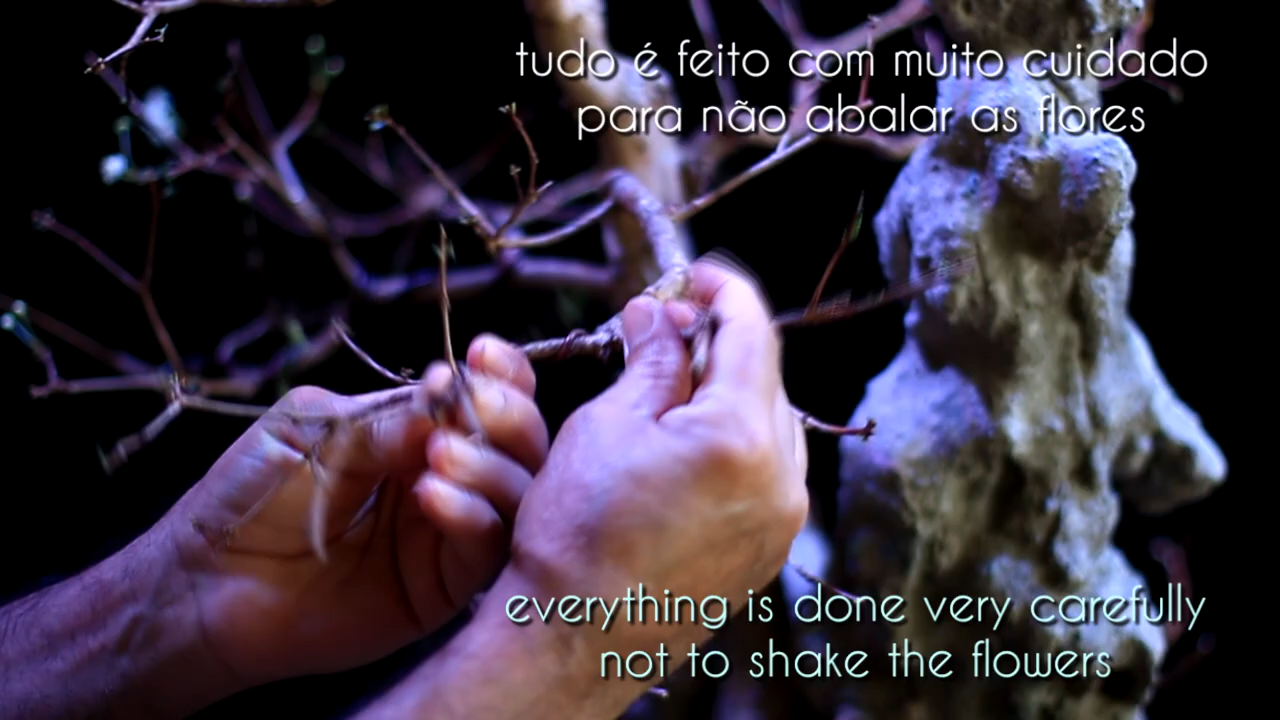 tudo é feito com muito cuidado
para não abalar as flores
everything is done very carefully
not to shake the flowers